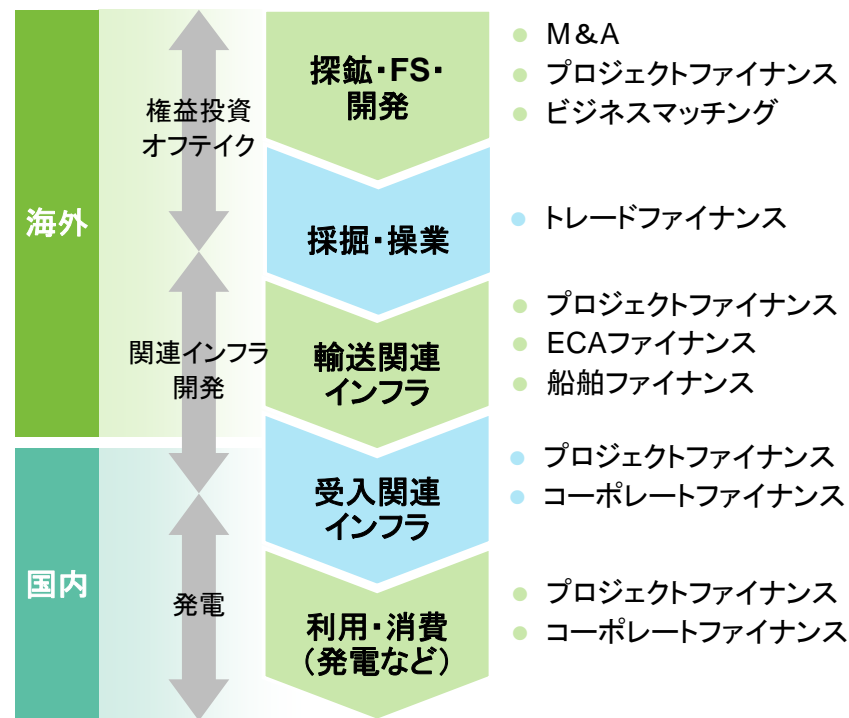 海外
国内
権益投資
オフテイク
関連インフラ
開発
発電
探鉱・FS・
開発
採掘・操業
輸送関連
インフラ
受入関連
インフラ
利用・消費
（発電など）
M&A
プロジェクトファイナンス
ビジネスマッチング
トレードファイナンス
プロジェクトファイナンス
ECAファイナンス
船舶ファイナンス
プロジェクトファイナンス
コーポレートファイナンス
プロジェクトファイナンス
コーポレートファイナンス